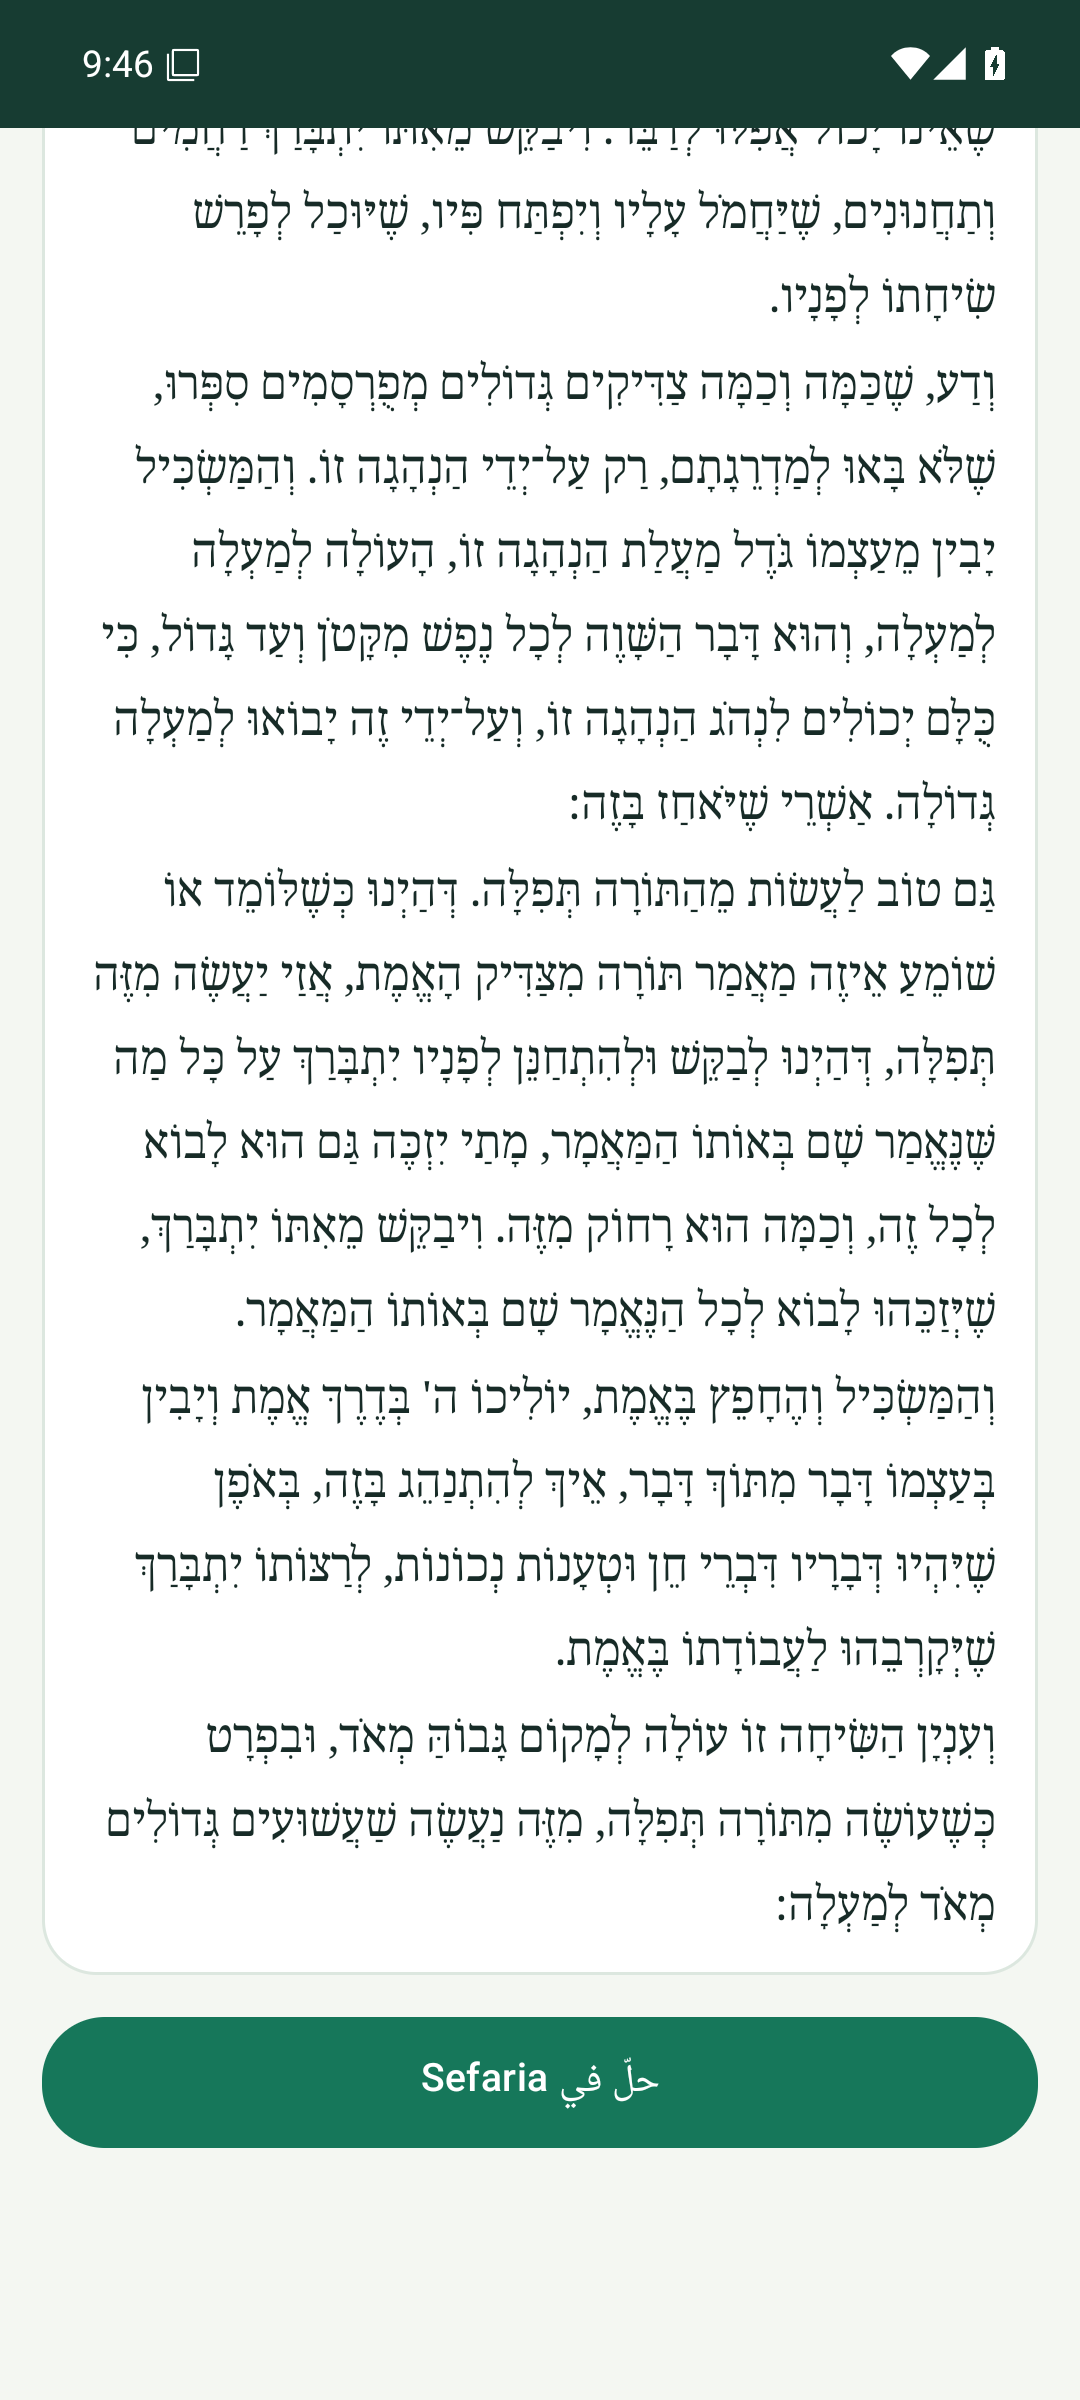 9:46
שֶׁאֵינוֹ יָכוֹל אֲפִלּוּ לְדַבֵּר. וִיבַקֵּשׁ מֵאִתּוֹ יִתְבָּרַךְ רַחֲמִים
וְתַחֲנוּנִים, שֶׁיַּחֲמֹל עָלָיו וְיִפְתַּח פִּיו, שֶׁיּוּכַל לְפָרֵשׁ
שִׂיחָתוֹ לְפָנָיו.
וְדַע, שֶׁכַּמָּה וְכַמָּה צַדִּיקִים גְּדוֹלִים מְפֻרְסָמִים סִפְּרוּ,
שֶׁלֹּא בָּאוּ לְמַדְרֵגָתָם, רַק עַל־יְדֵי הַנְהָגָה זוֹ. וְהַמַּשְׂכִּיל
יָבִין מֵעַצְמוֹ גֹּדֶל מַעֲלַת הַנְהָגָה זוֹ, הָעוֹלָה לְמַעְלָה
לְמַעְלָה, וְהוּא דָּבָר הַשָּׁוֶה לְכָל נֶפֶשׁ מִקָּטֹן וְעַד גָּדוֹל, כִּי
כֻּלָּם יְכוֹלִים לִנְהֹג הַנְהָגָה זוֹ, וְעַל־יְדֵי זֶה יָבוֹאוּ לְמַעְלָה
גְּדוֹלָה. אַשְׁרֵי שֶׁיֹּאחַז בָּזֶה:
גַּם טוֹב לַעֲשׂוֹת מֵהַתּוֹרָה תְּפִלָּה. דְּהַיְנוּ כְּשֶׁלּוֹמֵד אוֹ
שׁוֹמֵעַ אֵיזֶה מַאֲמַר תּוֹרָה מִצַּדִּיק הָאֱמֶת, אֲזַי יַעֲשֶׂה מִזֶּה
תְּפִלָּה, דְּהַיְנוּ לְבַקֵּשׁ וּלְהִתְחַנֵּן לְפָנָיו יִתְבָּרַךְ עַל כָּל מַה
שֶּׁנֶּאֱמַר שָׁם בְּאוֹתוֹ הַמַּאֲמָר, מָתַי יִזְכֶּה גַּם הוּא לָבוֹא
לְכָל זֶה, וְכַמָּה הוּא רָחוֹק מִזֶּה. וִיבַקֵּשׁ מֵאִתּוֹ יִתְבָּרַךְ,
שֶׁיְּזַכֵּהוּ לָבוֹא לְכָל הַנֶּאֱמָר שָׁם בְּאוֹתוֹ הַמַּאֲמָר.
וְהַמַּשְׂכִּיל וְהֶחָפֵץ בֶּאֱמֶת, יוֹלִיכוֹ ה' בְּדֶרֶךְ אֱמֶת וְיָבִין
בְּעַצְמוֹ דָּבָר מִתּוֹךְ דָּבָר, אֵיךְ לְהִתְנַהֵג בָּזֶה, בְּאֹפֶן
שֶׁיִּהְיוּ דְּבָרָיו דִּבְרֵי חֵן וּטְעָנוֹת נְכוֹנוֹת, לְרַצּוֹתוֹ יִתְבָּרַךְ
שֶׁיְּקָרְבֵהוּ לַעֲבוֹדָתוֹ בֶּאֱמֶת.
וְעִנְיָן הַשִּׂיחָה זוֹ עוֹלָה לְמָקוֹם גָּבוֹהַּ מְאֹד, וּבִפְרָט
כְּשֶׁעוֹשֶׂה מִתּוֹרָה תְּפִלָּה, מִזֶּה נַעֲשֶׂה שַׁעֲשׁוּעִים גְּדוֹלִים
מְאֹד לְמַעְלָה:
حلّ في Sefaria